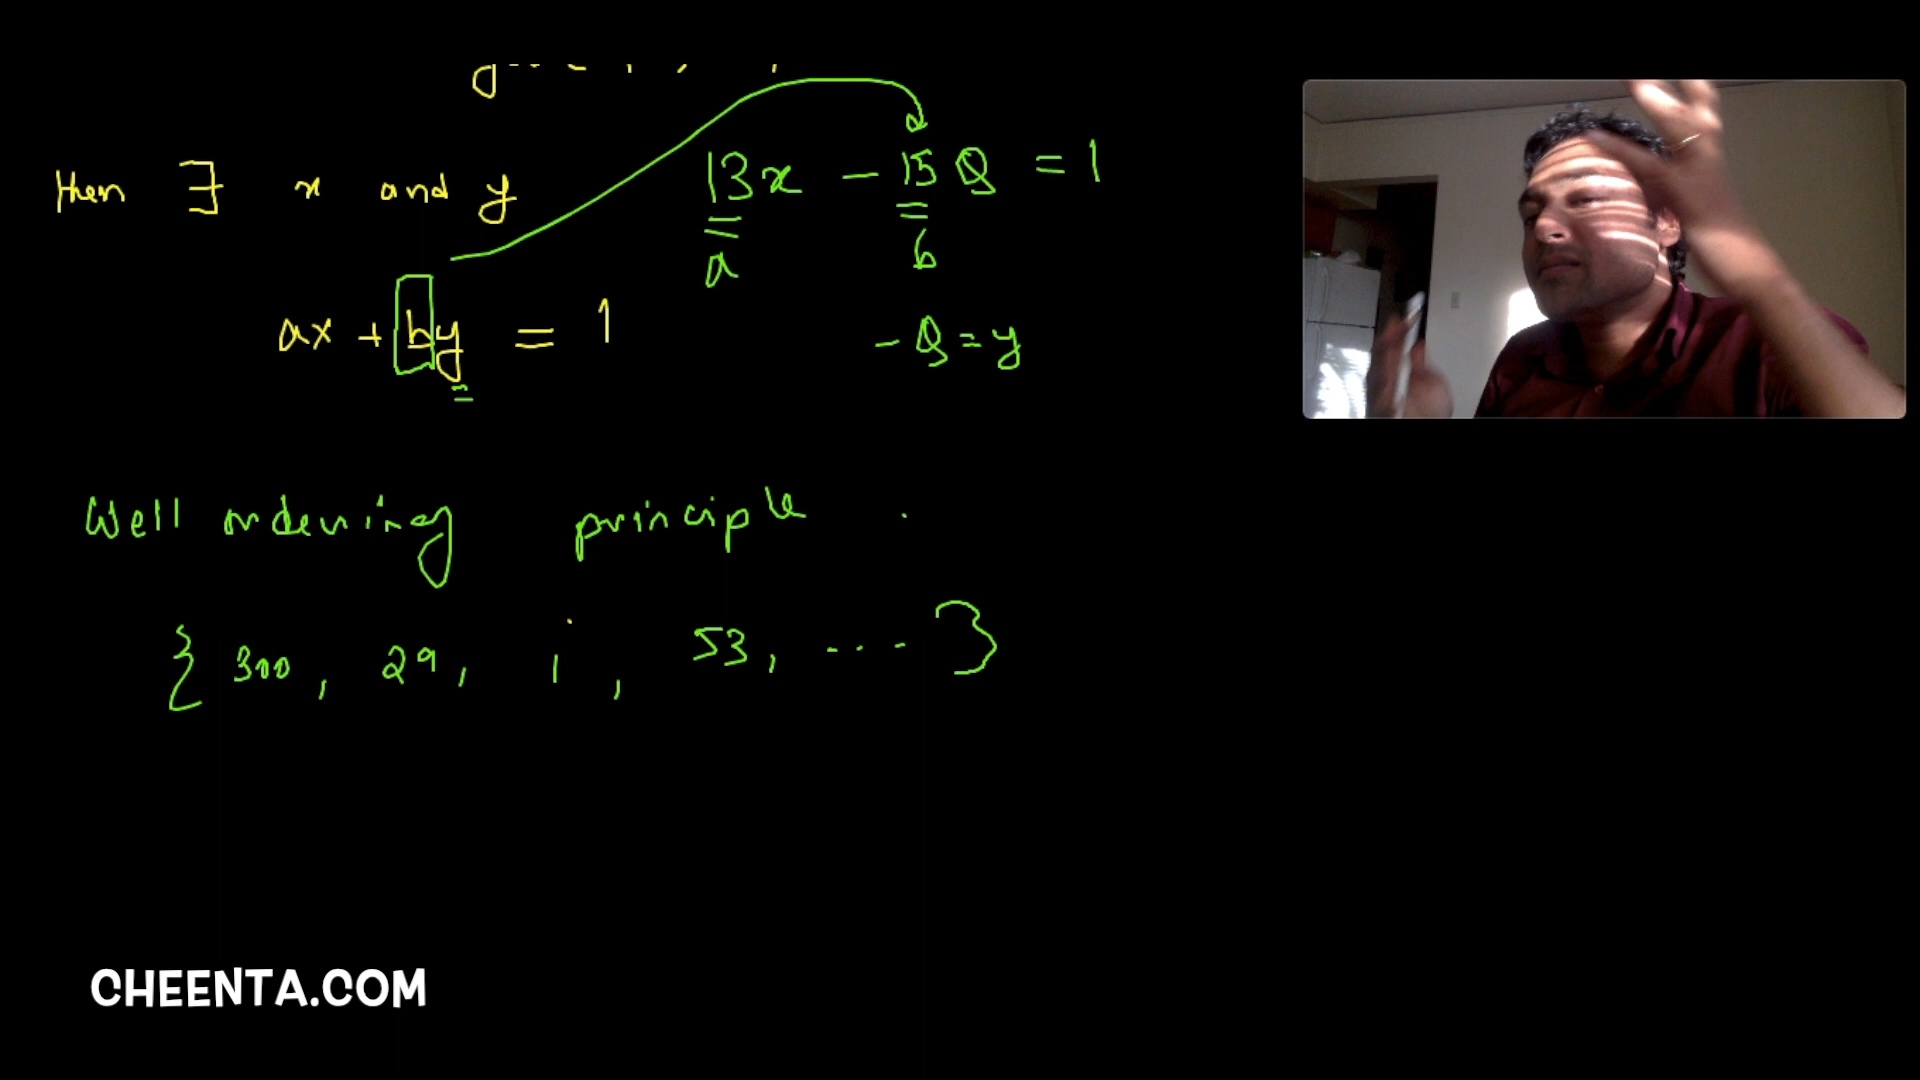 then ∃ x and y
13x - 15Q = 1
a b
ax + by = 1
- Q = y
Well ordering principle .
{ 300, 29, 1, 53, ... }
CHEENTA.COM